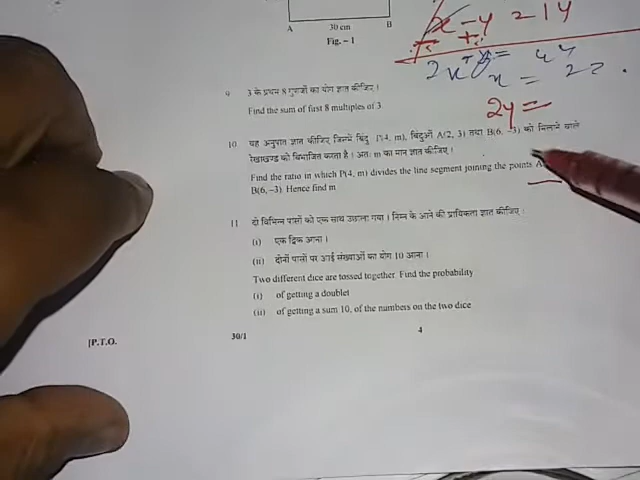 A 30 cm B
Fig. – 1
x – y = 14
2x = 44
x = 22.
2y =
9 3 के प्रथम 8 गुणजों का योग ज्ञात कीजिए ।
Find the sum of first 8 multiples of 3
10. वह अनुपात ज्ञात कीजिए जिसमें बिंदु P(4, m), बिंदुओं A(2, 3) तथा B(6, –3) को मिलाने वाले
रेखाखण्ड को विभाजित करता है । अतः m का मान ज्ञात कीजिए ।
Find the ratio in which P(4, m) divides the line segment joining the points A
B(6, –3) Hence find m
11 दो विभिन्न पासों को एक साथ उछाला गया । निम्न के आने की प्रायिकता ज्ञात कीजिए :
(i) एक द्विक आना ।
(ii) दोनों पासों पर आई संख्याओं का योग 10 आना ।
Two different dice are tossed together Find the probability
(i) of getting a doublet
(ii) of getting a sum 10, of the numbers on the two dice
[P.T.O. 30/1 4